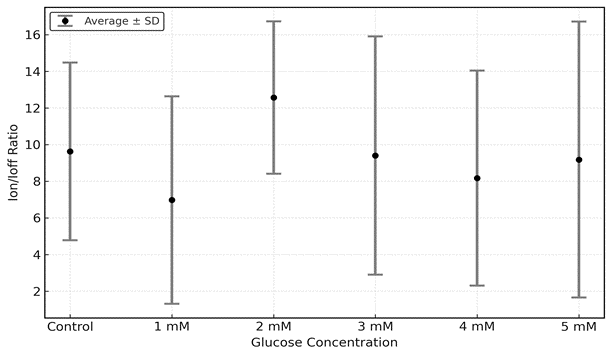 Average ± SD
16
14
12
10
8
6
4
2
Ion/Ioff Ratio
Control 1 mM 2 mM 3 mM 4 mM 5 mM
Glucose Concentration